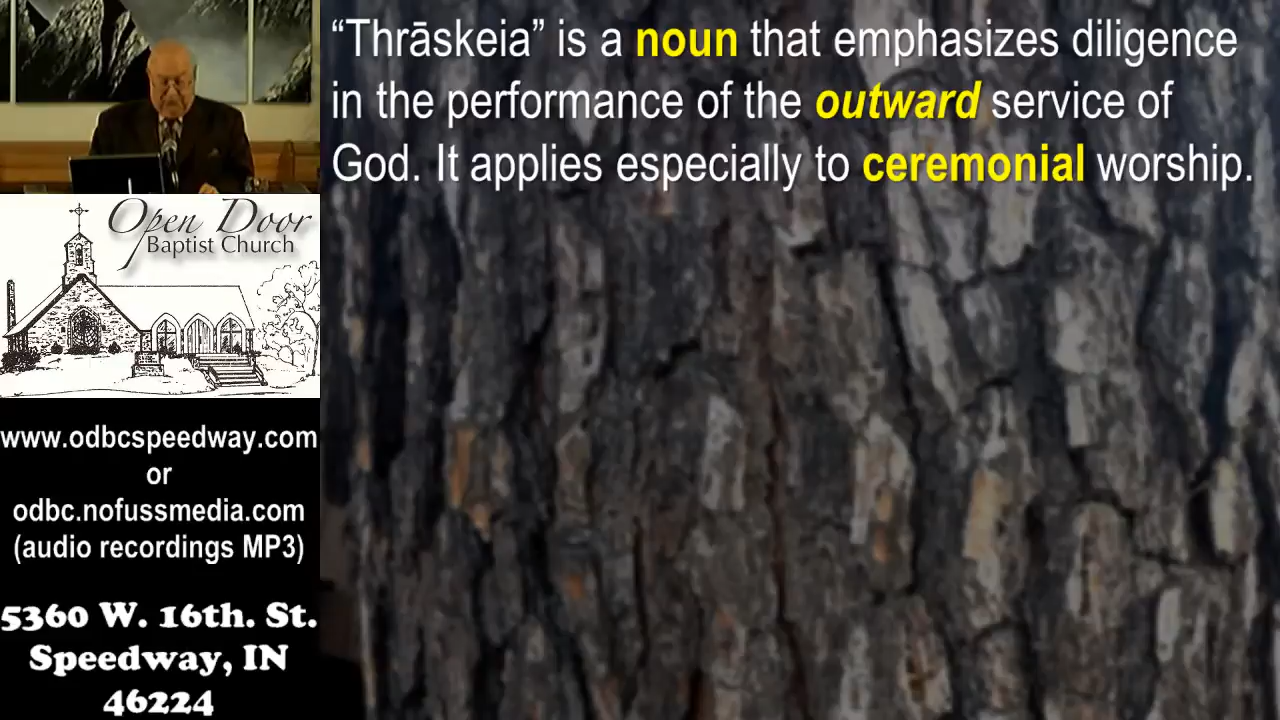 “Thrāskeia” is a noun that emphasizes diligence
in the performance of the outward service of
God. It applies especially to ceremonial worship.
Open Door
Baptist Church
www.odbcspeedway.com
or
odbc.nofussmedia.com
(audio recordings MP3)
5360 W. 16th. St.
Speedway, IN
46224